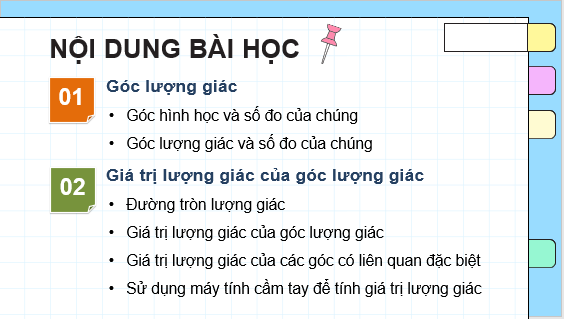 NỘI DUNG BÀI HỌC
01
Góc lượng giác
• Góc hình học và số đo của chúng
• Góc lượng giác và số đo của chúng
02
Giá trị lượng giác của góc lượng giác
• Đường tròn lượng giác
• Giá trị lượng giác của góc lượng giác
• Giá trị lượng giác của các góc có liên quan đặc biệt
• Sử dụng máy tính cầm tay để tính giá trị lượng giác